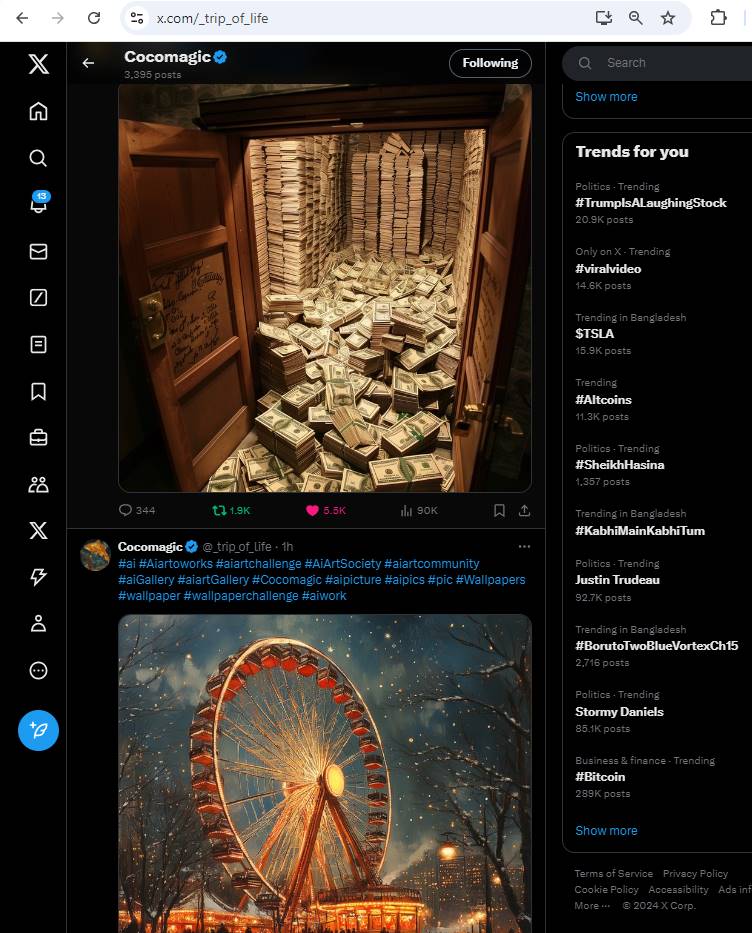 x.com/_trip_of_life
Cocomagic
3,395 posts
Following
13
344
1.9K
5.5K
90K
Cocomagic @_trip_of_life · 1h
#ai #Aiartoworks #aiartchallenge #AiArtSociety #aiartcommunity
#aiGallery #aiartGallery #Cocomagic #aipicture #aipics #pic #Wallpapers
#wallpaper #wallpaperchallenge #aiwork
Search
Show more
Trends for you
Politics · Trending
#TrumpIsALaughingStock
20.9K posts
Only on X · Trending
#viralvideo
14.6K posts
Trending in Bangladesh
$TSLA
15.9K posts
Trending
#Altcoins
11.3K posts
Politics · Trending
#SheikhHasina
1,357 posts
Trending in Bangladesh
#KabhiMainKabhiTum
Politics · Trending
Justin Trudeau
92.7K posts
Trending in Bangladesh
#BorutoTwoBlueVortexCh15
2,716 posts
Politics · Trending
Stormy Daniels
85.1K posts
Business & finance · Trending
#Bitcoin
289K posts
Show more
Terms of Service Privacy Policy
Cookie Policy Accessibility Ads inf
More ··· © 2024 X Corp.